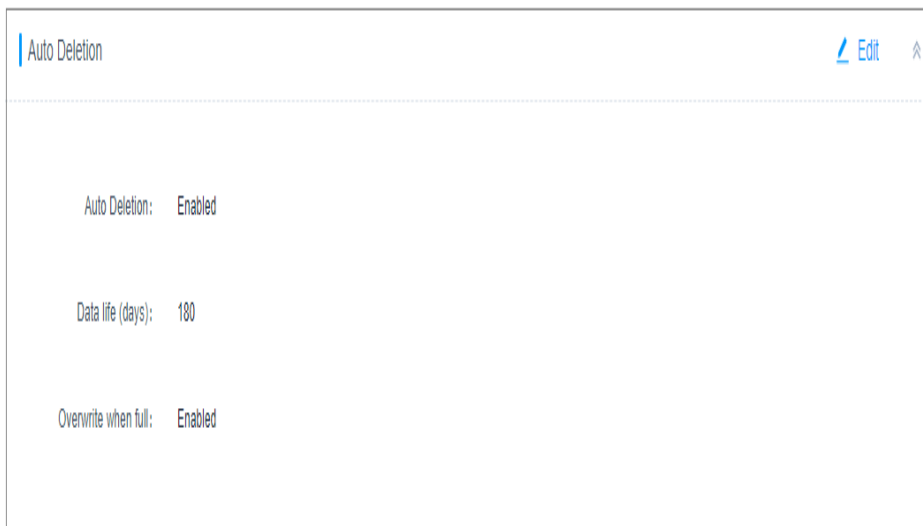 Auto Deletion Edit
Auto Deletion: Enabled
Data life (days): 180
Overwrite when full: Enabled